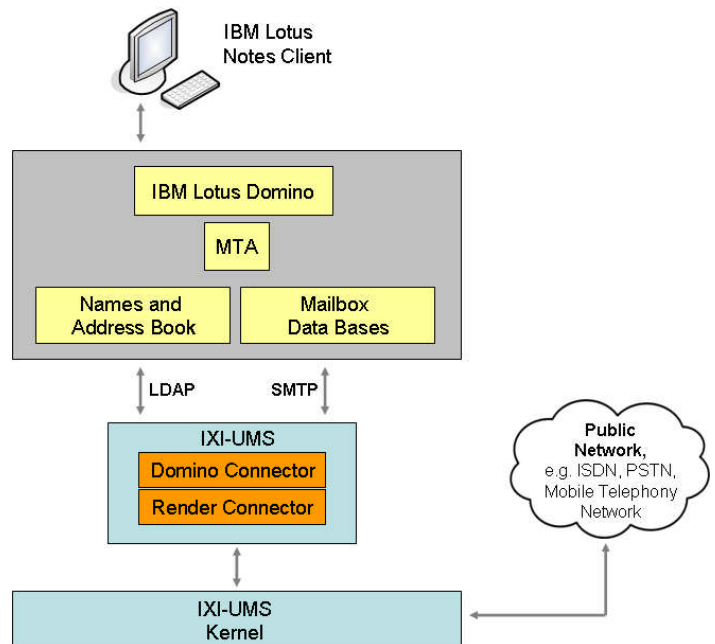 IBM Lotus
Notes Client
IBM Lotus Domino
MTA
Names and
Address Book
Mailbox
Data Bases
LDAP
SMTP
IXI-UMS
Domino Connector
Render Connector
Public
Network,
e.g. ISDN, PSTN,
Mobile Telephony
Network
IXI-UMS
Kernel